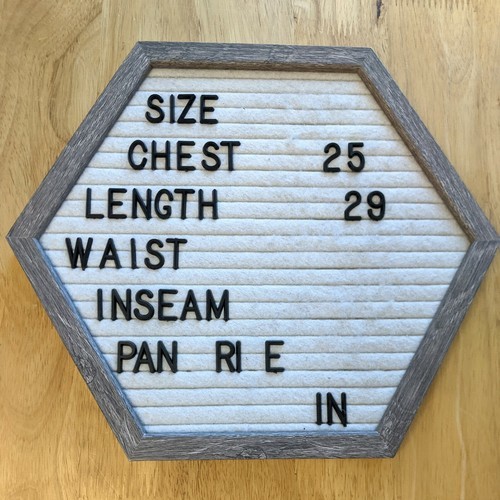 SIZE
CHEST 25
LENGTH 29
WAIST
INSEAM
PAN RI E
IN